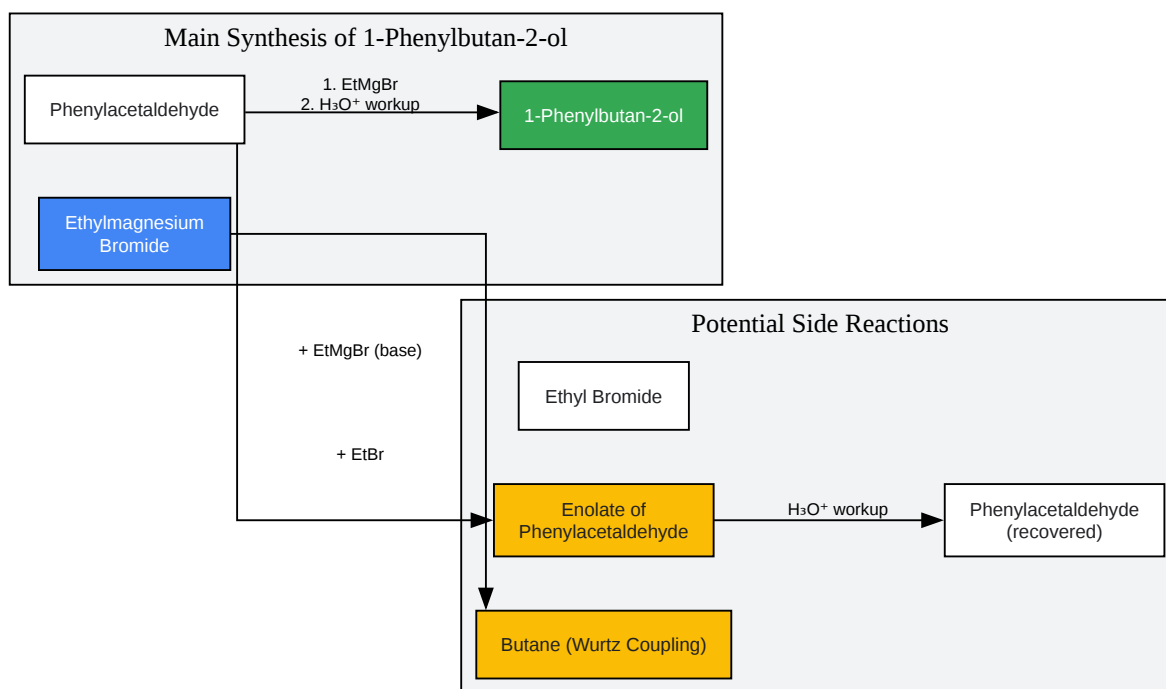 Main Synthesis of 1-Phenylbutan-2-ol
Phenylacetaldehyde
1. EtMgBr
2. H₃O⁺ workup
1-Phenylbutan-2-ol
Ethylmagnesium
Bromide
Potential Side Reactions
+ EtMgBr (base)
Ethyl Bromide
+ EtBr
Enolate of
Phenylacetaldehyde
H₃O⁺ workup
Phenylacetaldehyde
(recovered)
Butane (Wurtz Coupling)